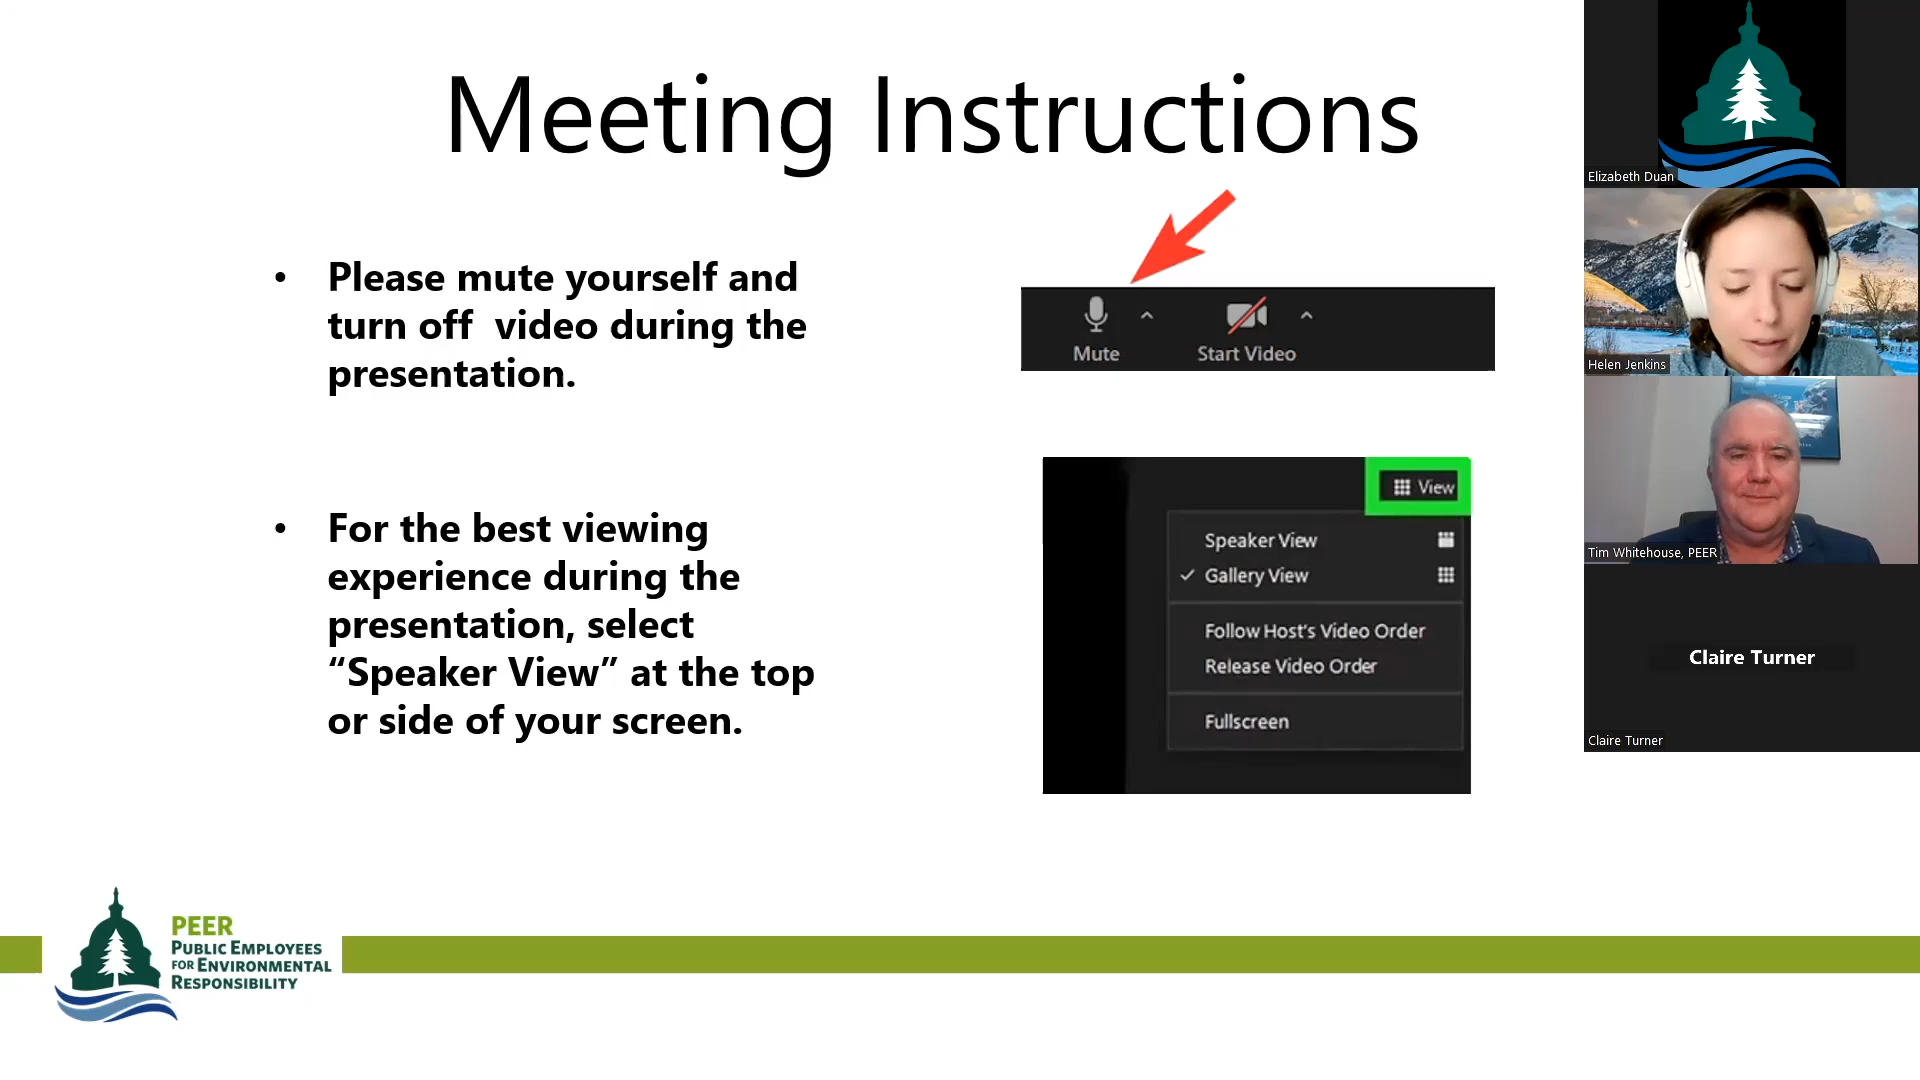 Meeting Instructions
• Please mute yourself and
turn off  video during the
presentation.
Mute
Start Video
• For the best viewing
experience during the
presentation, select
“Speaker View” at the top
or side of your screen.
View
Speaker View
Gallery View
Follow Host's Video Order
Release Video Order
Fullscreen
PEER
PUBLIC EMPLOYEES
FOR ENVIRONMENTAL
RESPONSIBILITY
Elizabeth Duan
Helen Jenkins
Tim Whitehouse, PEER
Claire Turner
Claire Turner